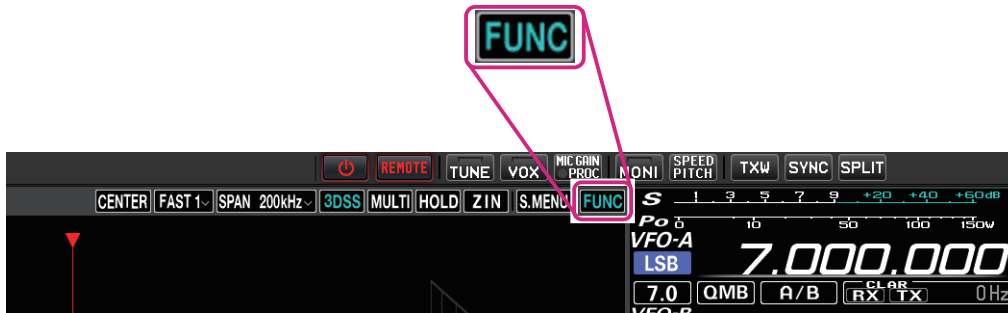 FUNC
REMOTE TUNE VOX MIC GAIN PROC MONI SPEED PITCH TXW SYNC SPLIT
CENTER FAST 1 SPAN 200kHz 3DSS MULTI HOLD Z IN S.MENU FUNC
S 1 3 5 7 9 +20 +40 +60dB
Po 0 10 50 100 150W
VFO-A
LSB 7.000.000
7.0 QMB A/B CLAR RX TX 0Hz
VFO-B